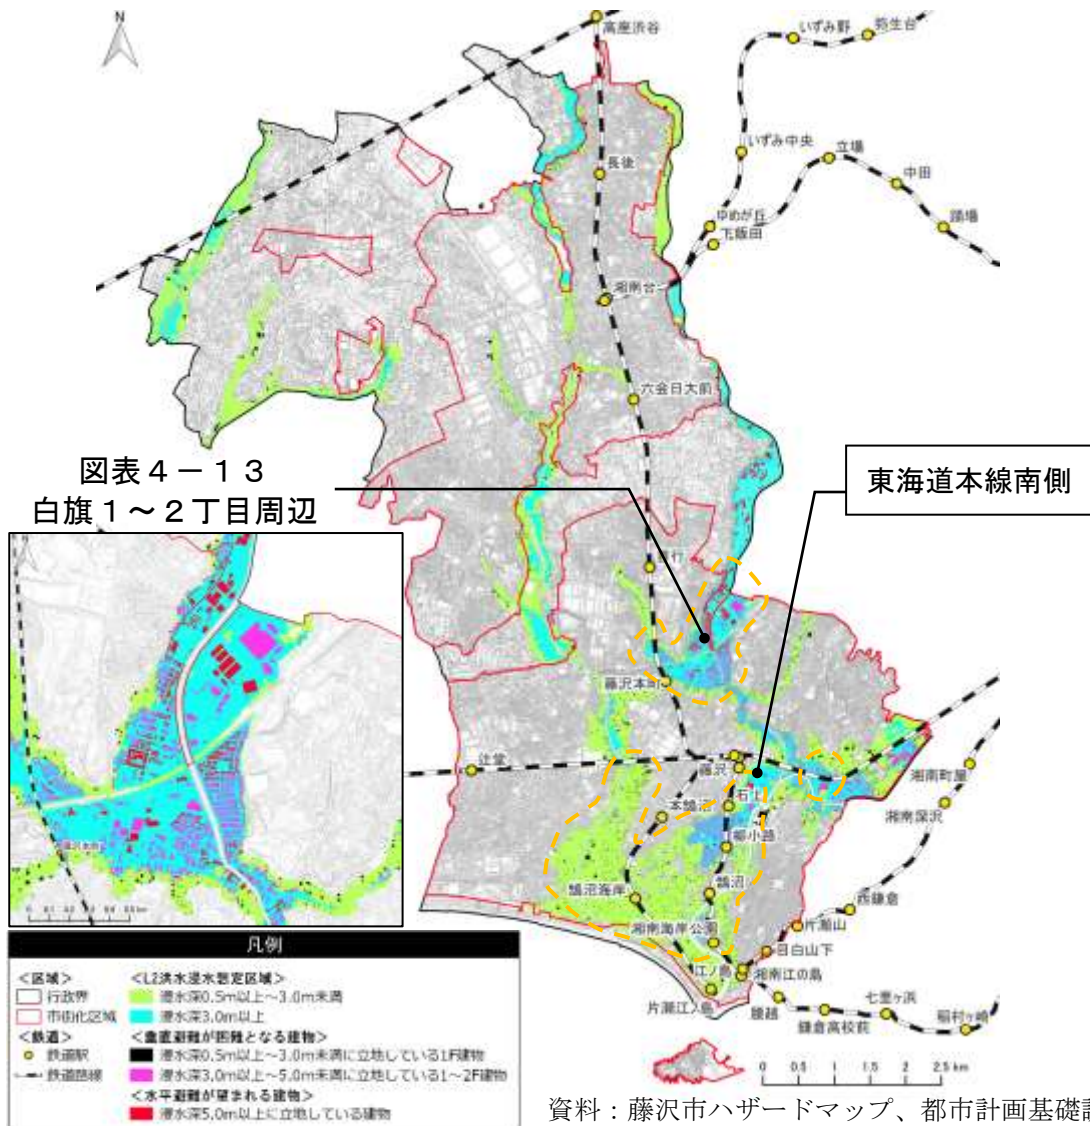 N
高座渋谷
いずみ野
弥生台
いずみ中央
立場
中田
踊場
長後
ゆめが丘
下飯田
湘南台
六会日大前
図表4-13
白旗1~2丁目周辺
東海道本線南側
善行
藤沢本町
辻堂
藤沢
石上
本鵠沼
柳小路
湘南町屋
湘南深沢
鵠沼海岸
鵠沼
西鎌倉
片瀬山
湘南海岸公園
目白山下
江ノ島
湘南江の島
片瀬江ノ島
腰越
鎌倉高校前
七里ヶ浜
稲村ヶ崎
藤沢本町
凡例
<区域>
行政界
市街化区域
<鉄道>
鉄道駅
鉄道路線
<L2洪水浸水想定区域>
浸水深0.5m以上~3.0m未満
浸水深3.0m以上
<垂直避難が困難となる建物>
浸水深0.5m以上~3.0m未満に立地している1F建物
浸水深3.0m以上~5.0m未満に立地している1~2F建物
<水平避難が望まれる建物>
浸水深5.0m以上に立地している建物
0 0.5 1 1.5 2 2.5 km
資料:藤沢市ハザードマップ、都市計画基礎